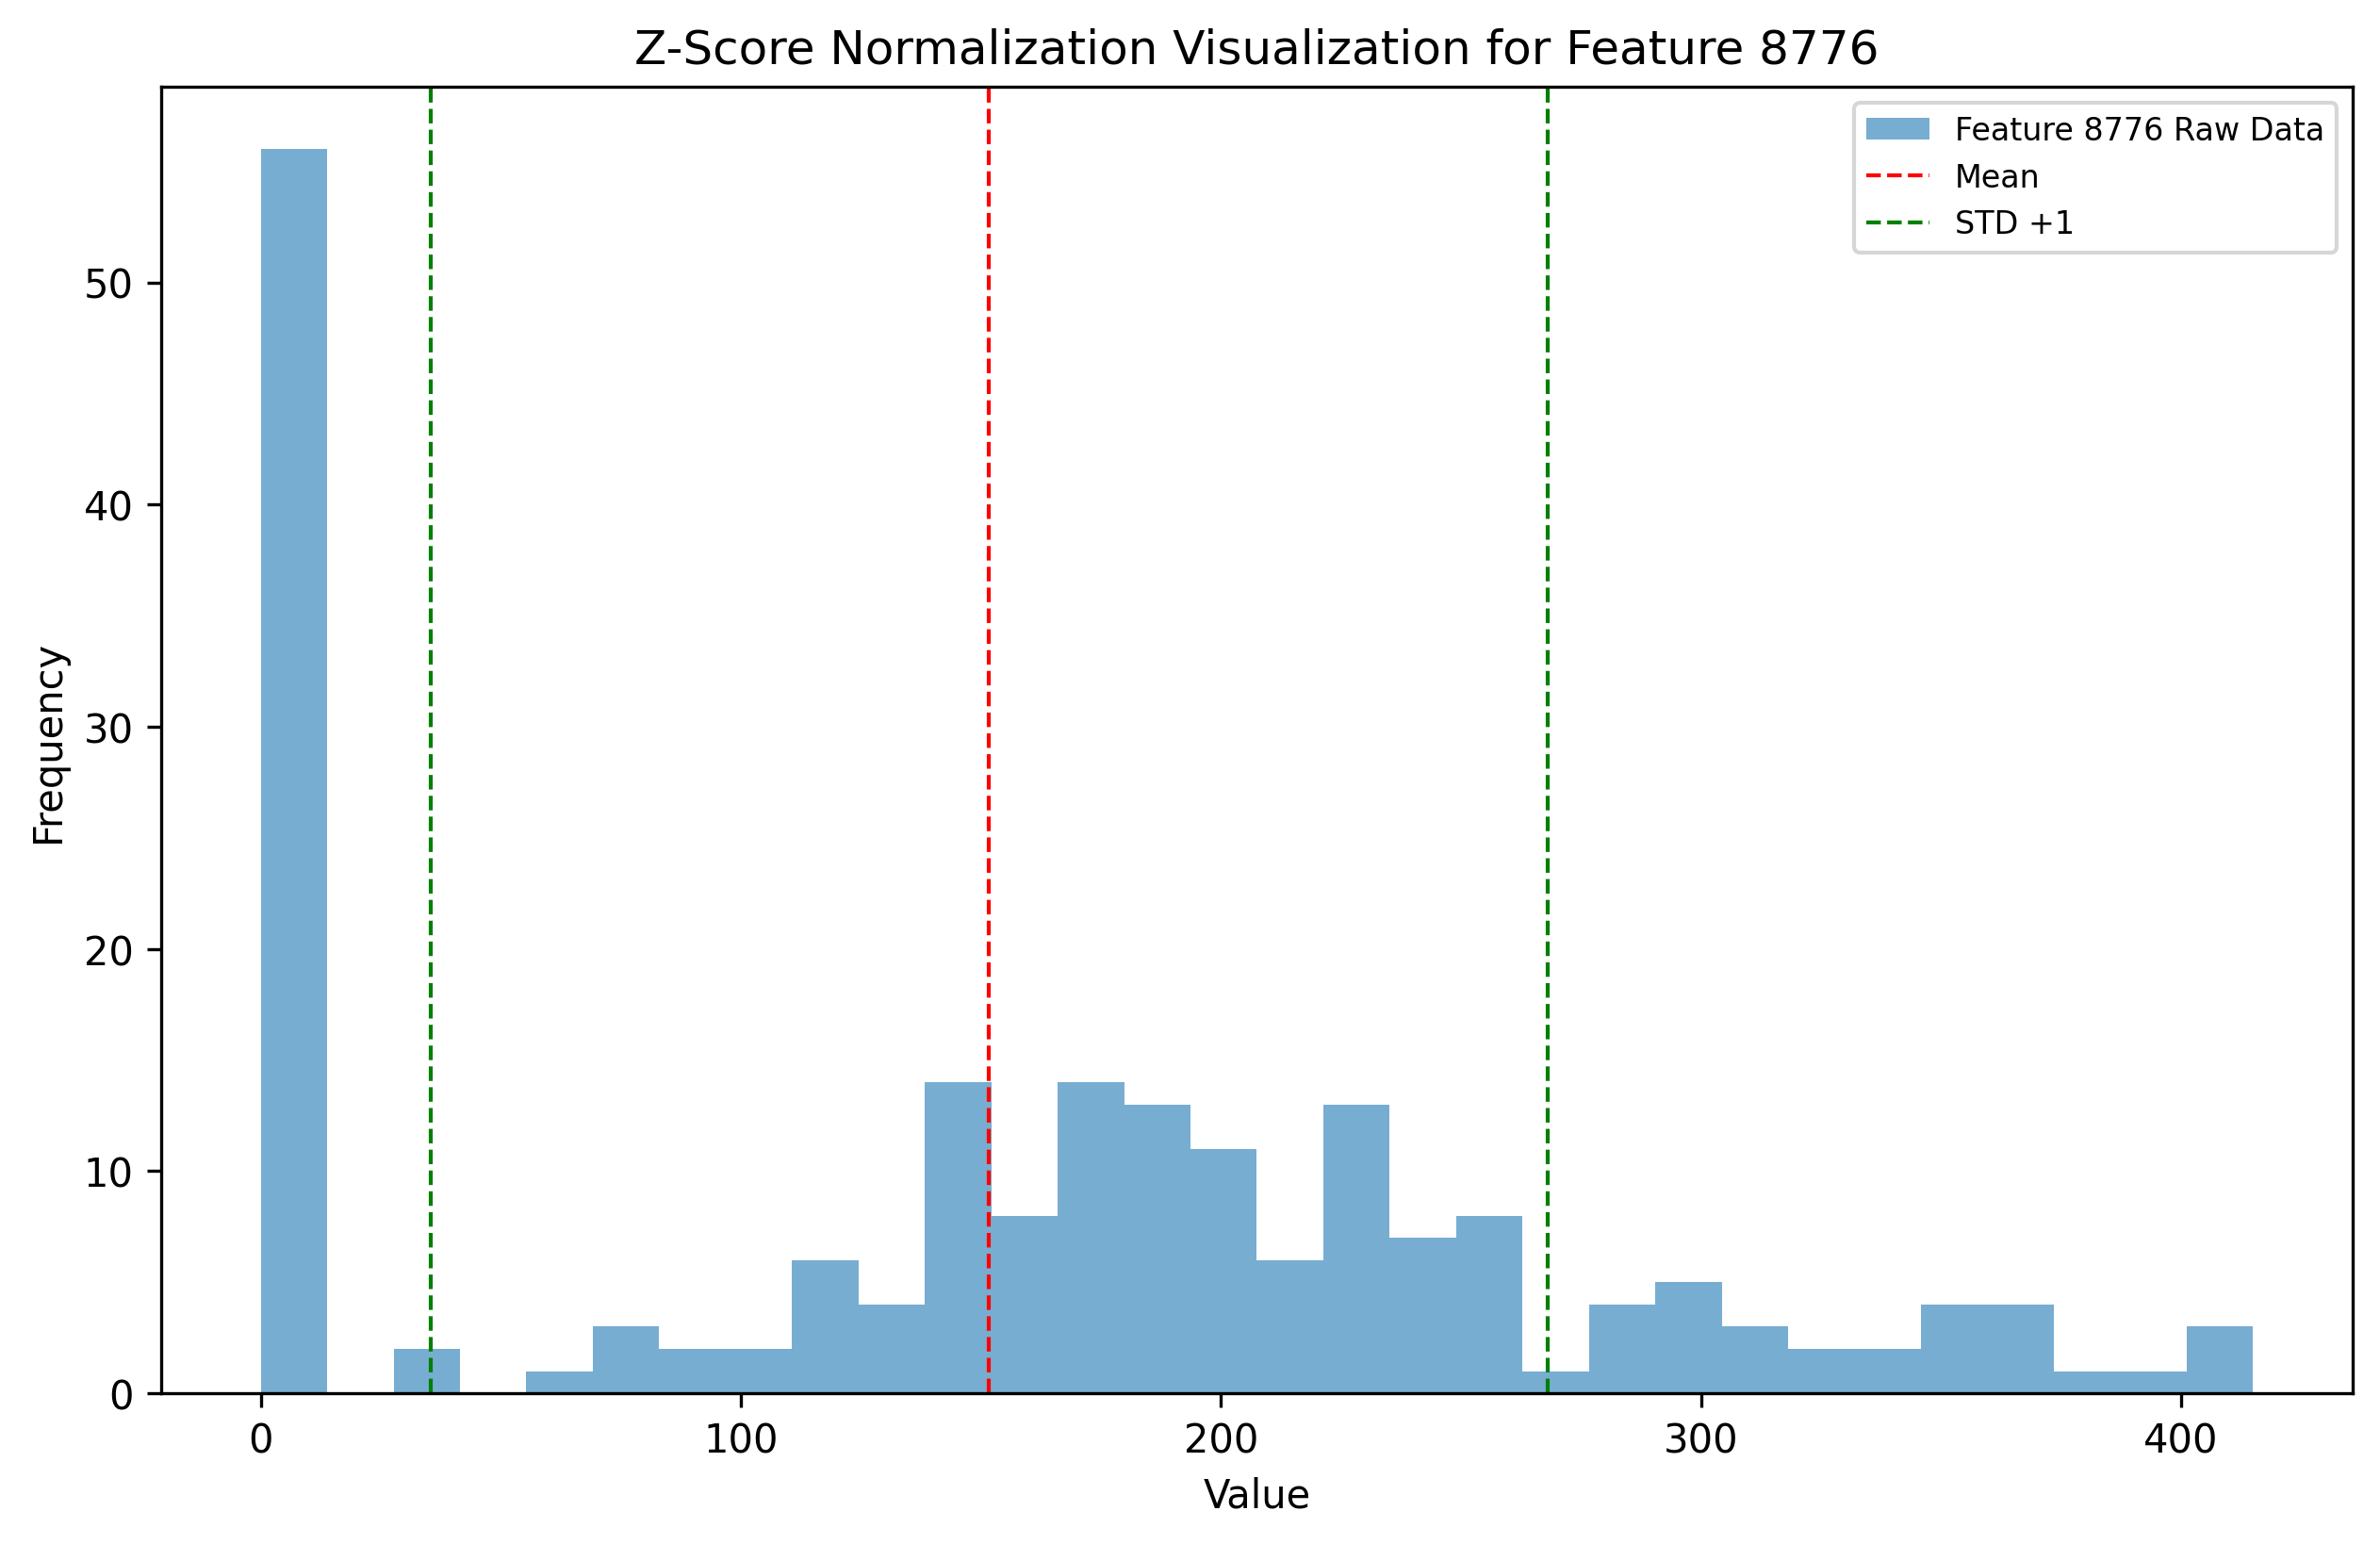 Z-Score Normalization Visualization for Feature 8776
Feature 8776 Raw Data
Mean
STD +1
Frequency
50
40
30
20
10
0
0 100 200 300 400
Value